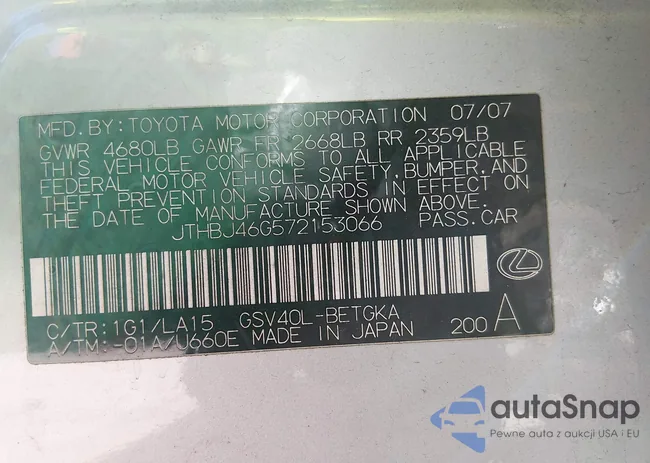 MFD.BY:TOYOTA MOTOR CORPORATION 07/07
GVWR 4680LB GAWR FR 2668LB RR 2359LB
THIS VEHICLE CONFORMS TO ALL APPLICABLE
FEDERAL MOTOR VEHICLE SAFETY,BUMPER,AND
THEFT PREVENTION STANDARDS IN EFFECT ON
THE DATE OF MANUFACTURE SHOWN ABOVE.
JTHBJ46G572153066 PASS.CAR
C/TR:1G1/LA15 GSV40L-BETGKA
A/TM:-01A/U660E MADE IN JAPAN 200 A
autaSnap
Pewne auta z aukcji USA i EU